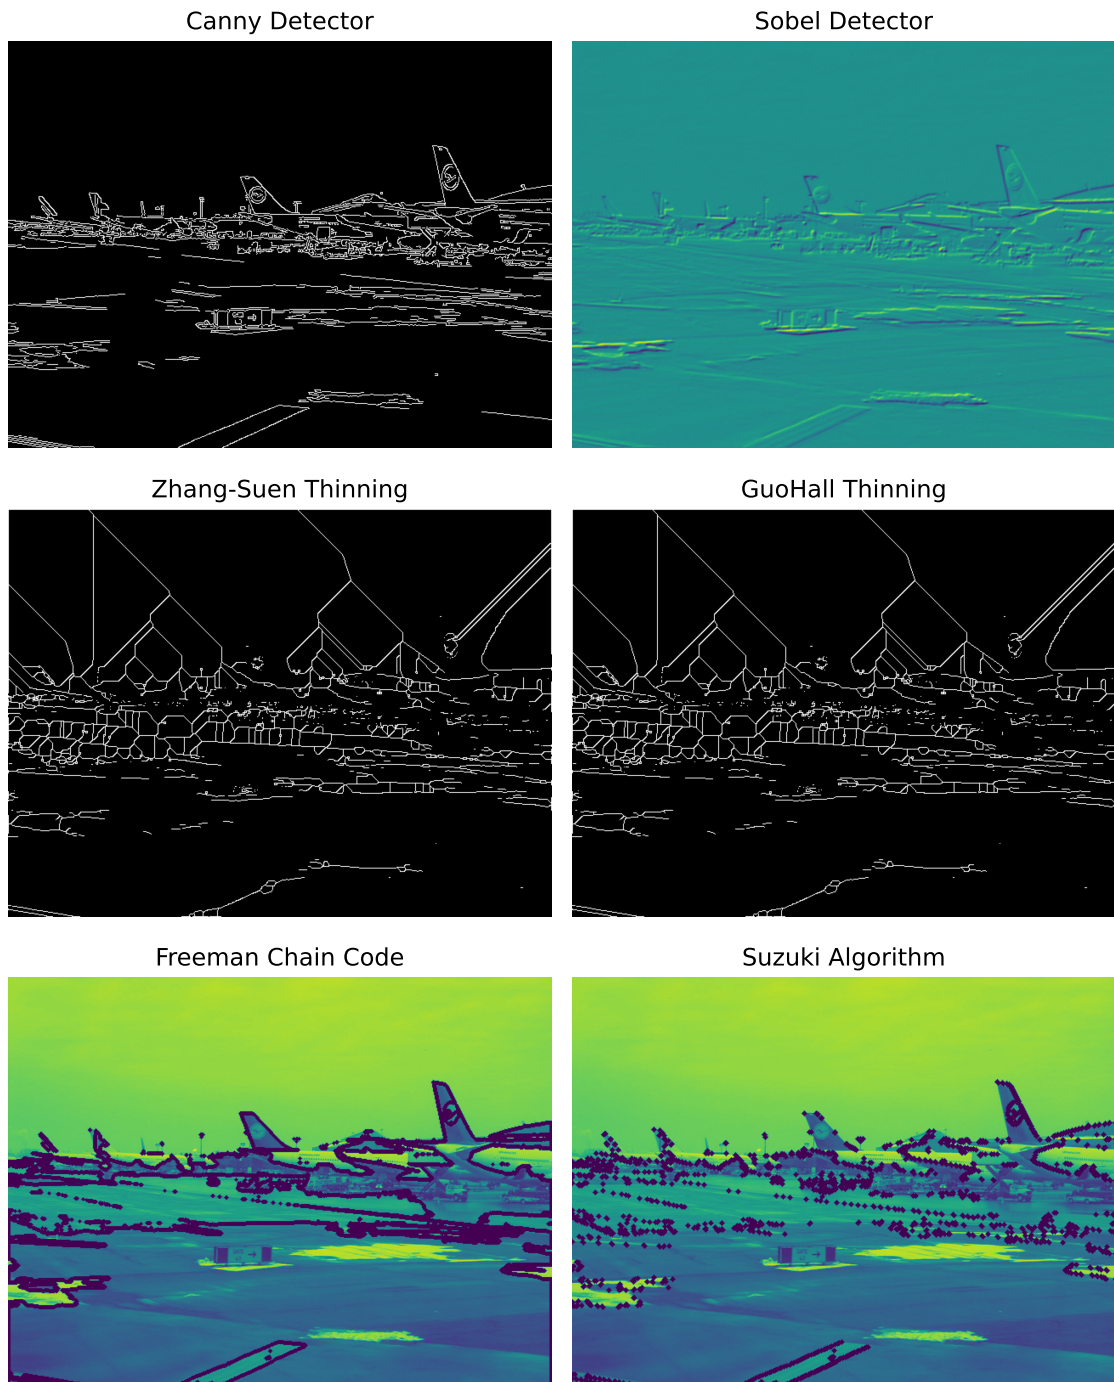 Canny Detector
Sobel Detector
Zhang-Suen Thinning
GuoHall Thinning
Freeman Chain Code
Suzuki Algorithm